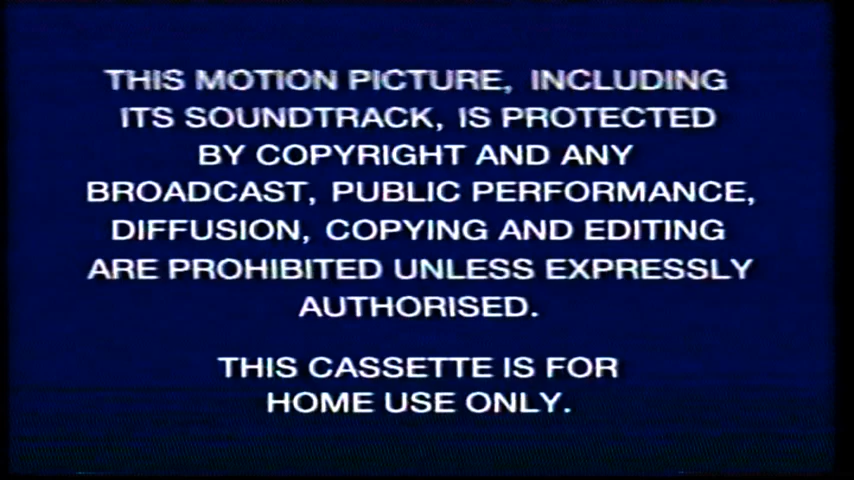 THIS MOTION PICTURE, INCLUDING
ITS SOUNDTRACK, IS PROTECTED
BY COPYRIGHT AND ANY
BROADCAST, PUBLIC PERFORMANCE,
DIFFUSION, COPYING AND EDITING
ARE PROHIBITED UNLESS EXPRESSLY
AUTHORISED.
THIS CASSETTE IS FOR
HOME USE ONLY.